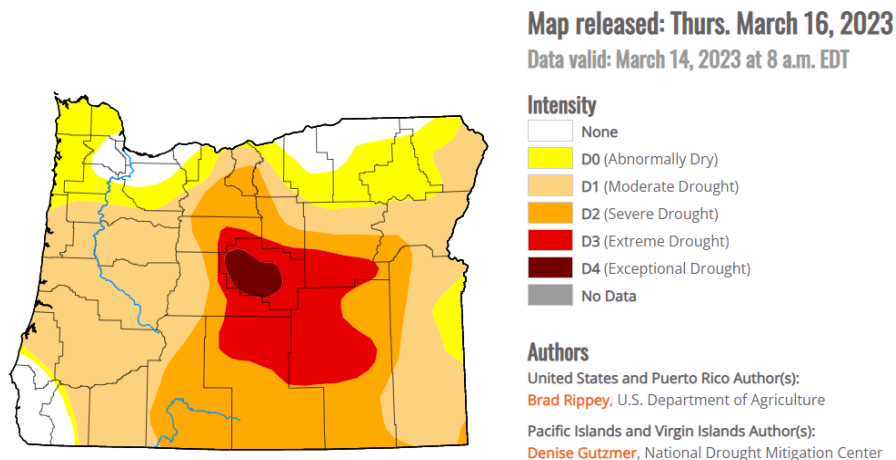 Map released: Thurs. March 16, 2023
Data valid: March 14, 2023 at 8 a.m. EDT
Intensity
None
D0 (Abnormally Dry)
D1 (Moderate Drought)
D2 (Severe Drought)
D3 (Extreme Drought)
D4 (Exceptional Drought)
No Data
Authors
United States and Puerto Rico Author(s):
Brad Rippey, U.S. Department of Agriculture
Pacific Islands and Virgin Islands Author(s):
Denise Gutzmer, National Drought Mitigation Center